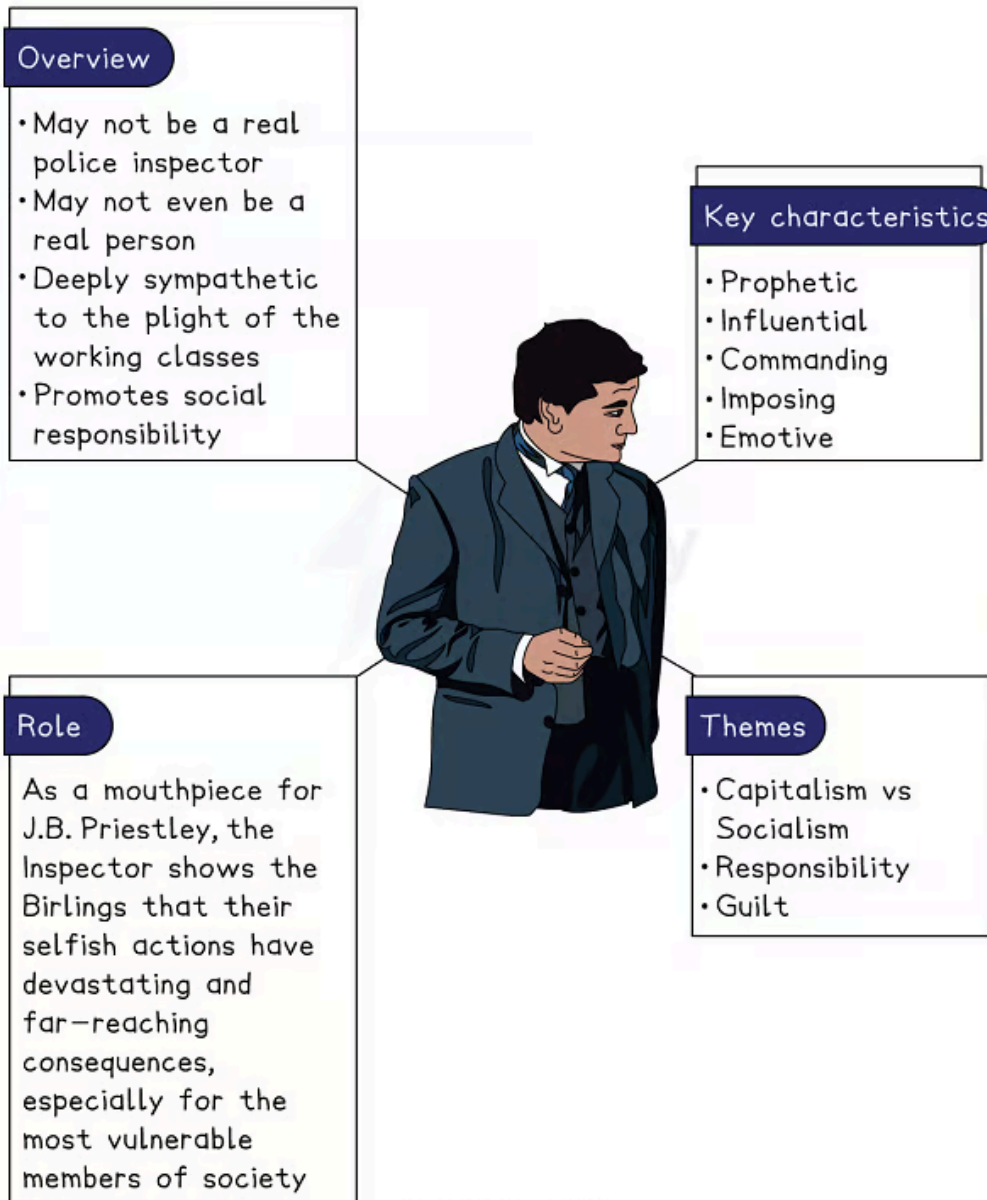 Overview
• May not be a real
police inspector
• May not even be a
real person
• Deeply sympathetic
to the plight of the
working classes
• Promotes social
responsibility
Key characteristics
• Prophetic
• Influential
• Commanding
• Imposing
• Emotive
Role
As a mouthpiece for
J.B. Priestley, the
Inspector shows the
Birlings that their
selfish actions have
devastating and
far-reaching
consequences,
especially for the
most vulnerable
members of society
Themes
• Capitalism vs
Socialism
• Responsibility
• Guilt